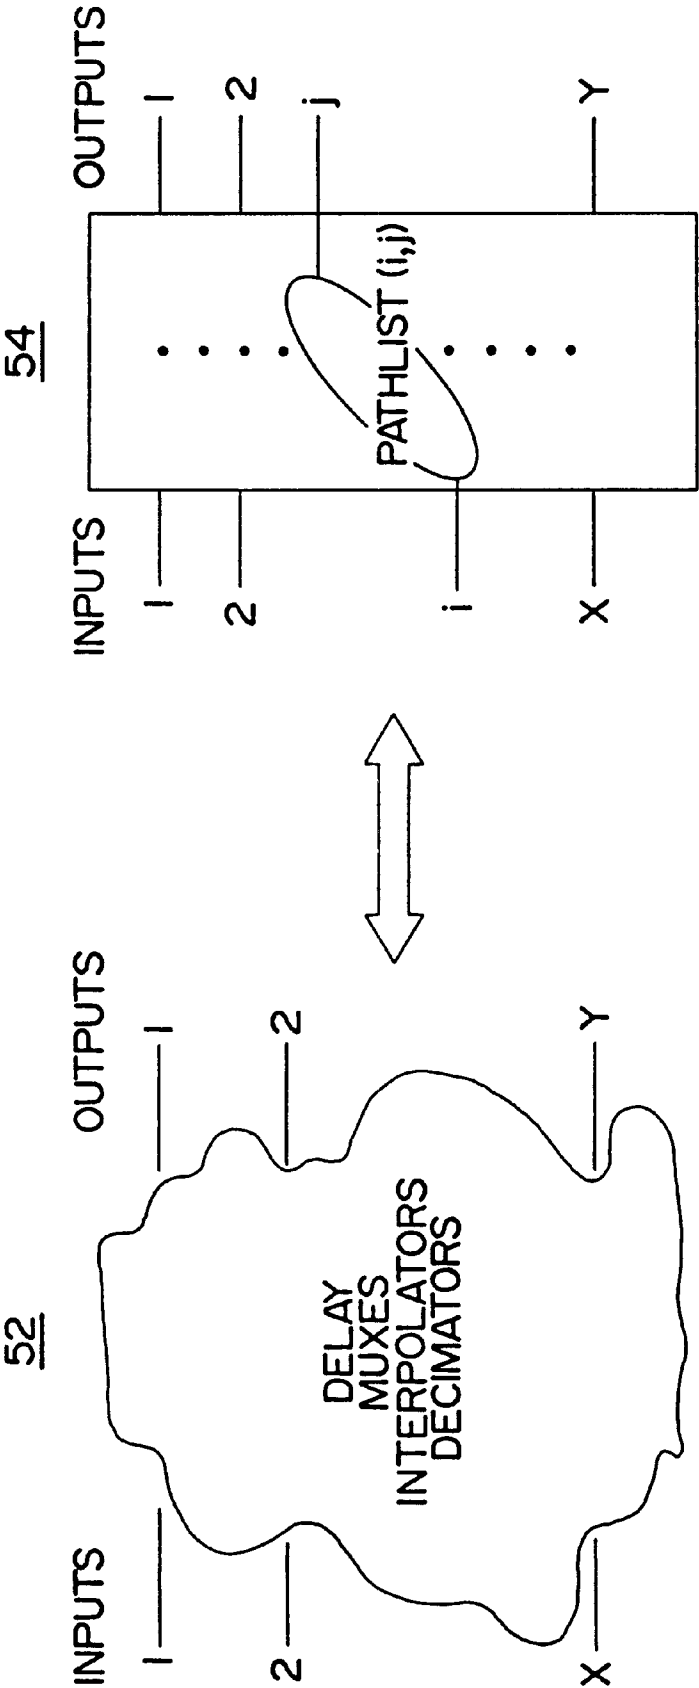 52
INPUTS
OUTPUTS
1
1
2
2
DELAY
MUXES
INTERPOLATORS
DECIMATORS
X
Y
54
INPUTS
OUTPUTS
1
1
2
2
j
PATHLIST (i,j)
i
X
Y